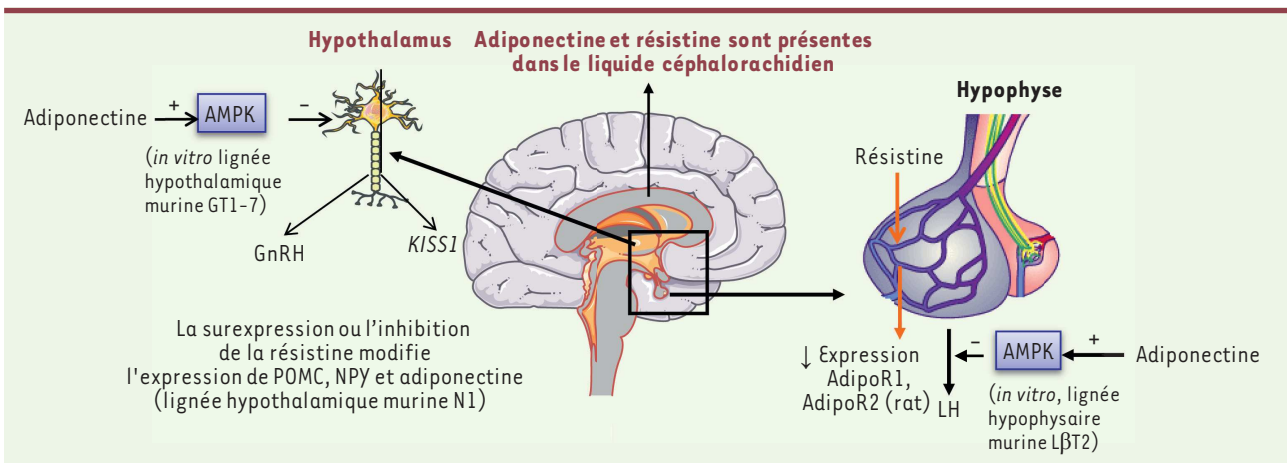 Hypothalamus
Adiponectine et résistine sont présentes
dans le liquide céphalorachidien
Adiponectine
+
AMPK
–
(in vitro lignée
hypothalamique
murine GT1-7)
GnRH
KISS1
La surexpression ou l'inhibition
de la résistine modifie
l'expression de POMC, NPY et adiponectine
(lignée hypothalamique murine N1)
Hypophyse
Résistine
↓ Expression
AdipoR1,
AdipoR2 (rat)
LH
–
AMPK
+
Adiponectine
(in vitro, lignée
hypophysaire
murine LβT2)